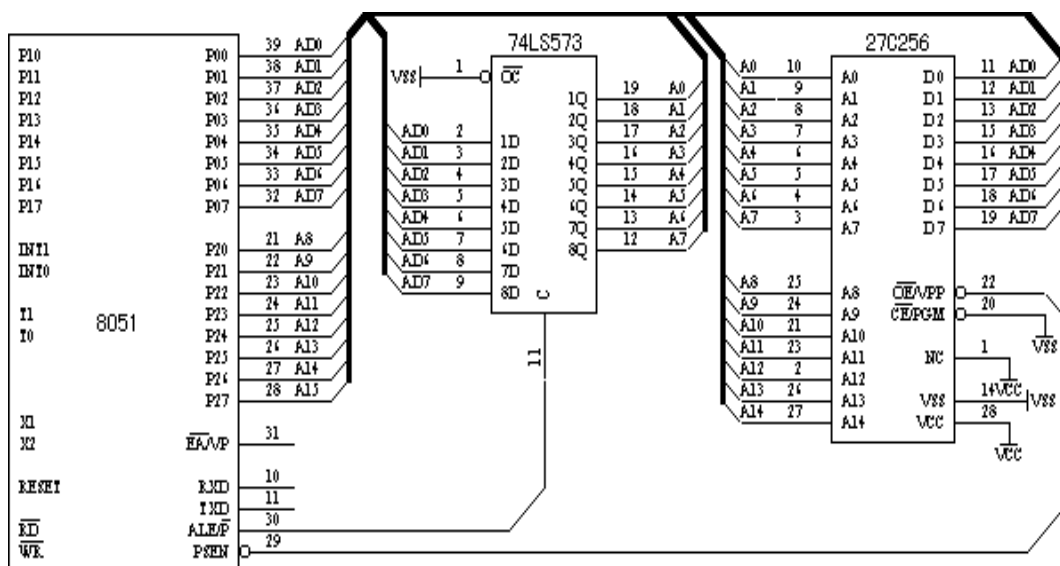 8051
P10
P11
P12
P13
P14
P15
P16
P17
INT1
INT0
T1
T0
X1
X2
RESET
RD
WR
P00 39 AD0
P01 38 AD1
P02 37 AD2
P03 36 AD3
P04 35 AD4
P05 34 AD5
P06 33 AD6
P07 32 AD7
P20 21 A8
P21 22 A9
P22 23 A10
P23 24 A11
P24 25 A12
P25 26 A13
P26 27 A14
P27 28 A15
EA/VP 31
RXD 10
TXD 11
ALE/P 30
PSEN 29
74LS573
VSS 1 OC
AD0 2 1D
AD1 3 2D
AD2 4 3D
AD3 5 4D
AD4 6 5D
AD5 7 6D
AD6 8 7D
AD7 9 8D
C
11
1Q 19 A0
2Q 18 A1
3Q 17 A2
4Q 16 A3
5Q 15 A4
6Q 14 A5
7Q 13 A6
8Q 12 A7
27C256
A0 10 A0
A1 9 A1
A2 8 A2
A3 7 A3
A4 6 A4
A5 5 A5
A6 4 A6
A7 3 A7
A8 25 A8
A9 24 A9
A10 21 A10
A11 23 A11
A12 2 A12
A13 26 A13
A14 27 A14
D0 11 AD0
D1 12 AD1
D2 13 AD2
D3 15 AD3
D4 16 AD4
D5 17 AD5
D6 18 AD6
D7 19 AD7
OE/VPP 22
CE/PGM 20
VSS
NC 1
VCC
VSS 14 VSS
VCC 28
VCC